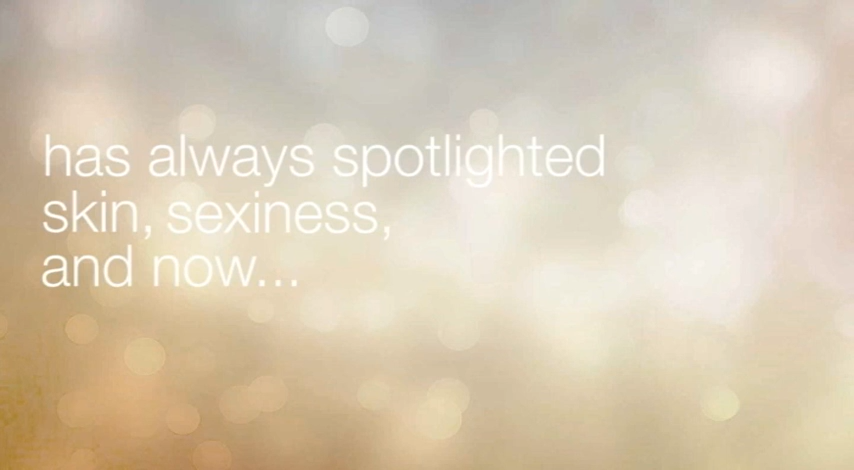 has always spotlighted
skin, sexiness,
and now...